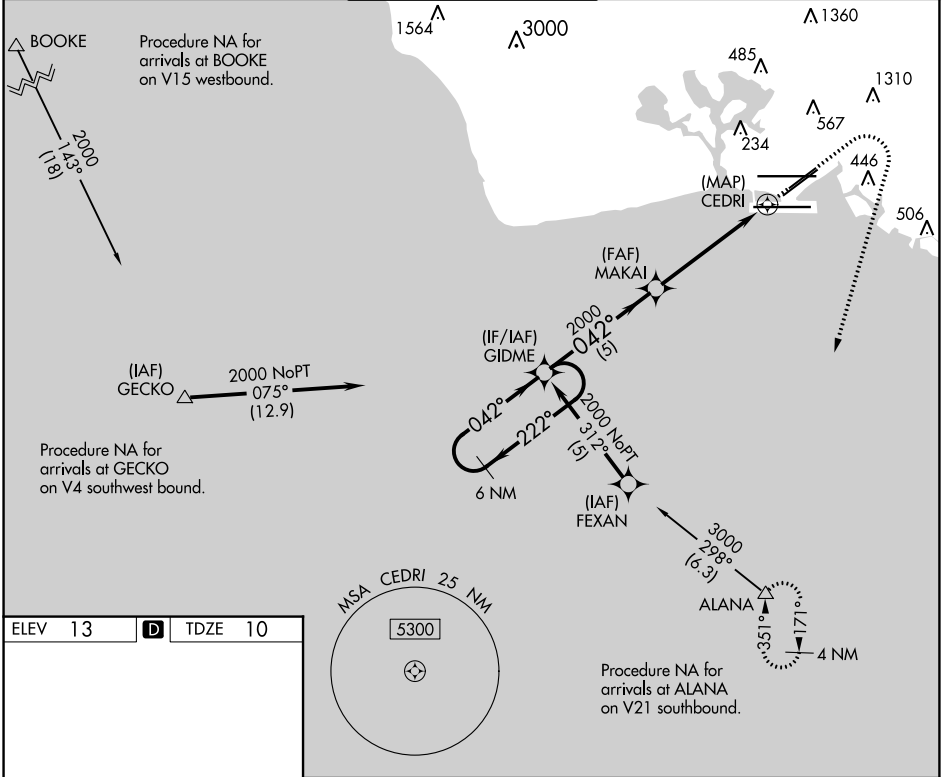 1564
3000
1360
BOOKE
Procedure NA for
arrivals at BOOKE
on V15 westbound.
485
1310
567
234
2000
143°
(18)
446
(MAP)
CEDRI
506
(FAF)
MAKAI
2000
042°
(5)
(IF/IAF)
GIDME
(IAF)
GECKO
2000 NoPT
075°
(12.9)
042°
222°
2000 NoPT
312°
(5)
Procedure NA for
arrivals at GECKO
on V4 southwest bound.
6 NM
(IAF)
FEXAN
3000
298°
(6.3)
MSA CEDRI 25 NM
5300
ALANA
351°
171°
4 NM
ELEV 13 D TDZE 10
Procedure NA for
arrivals at ALANA
on V21 southbound.